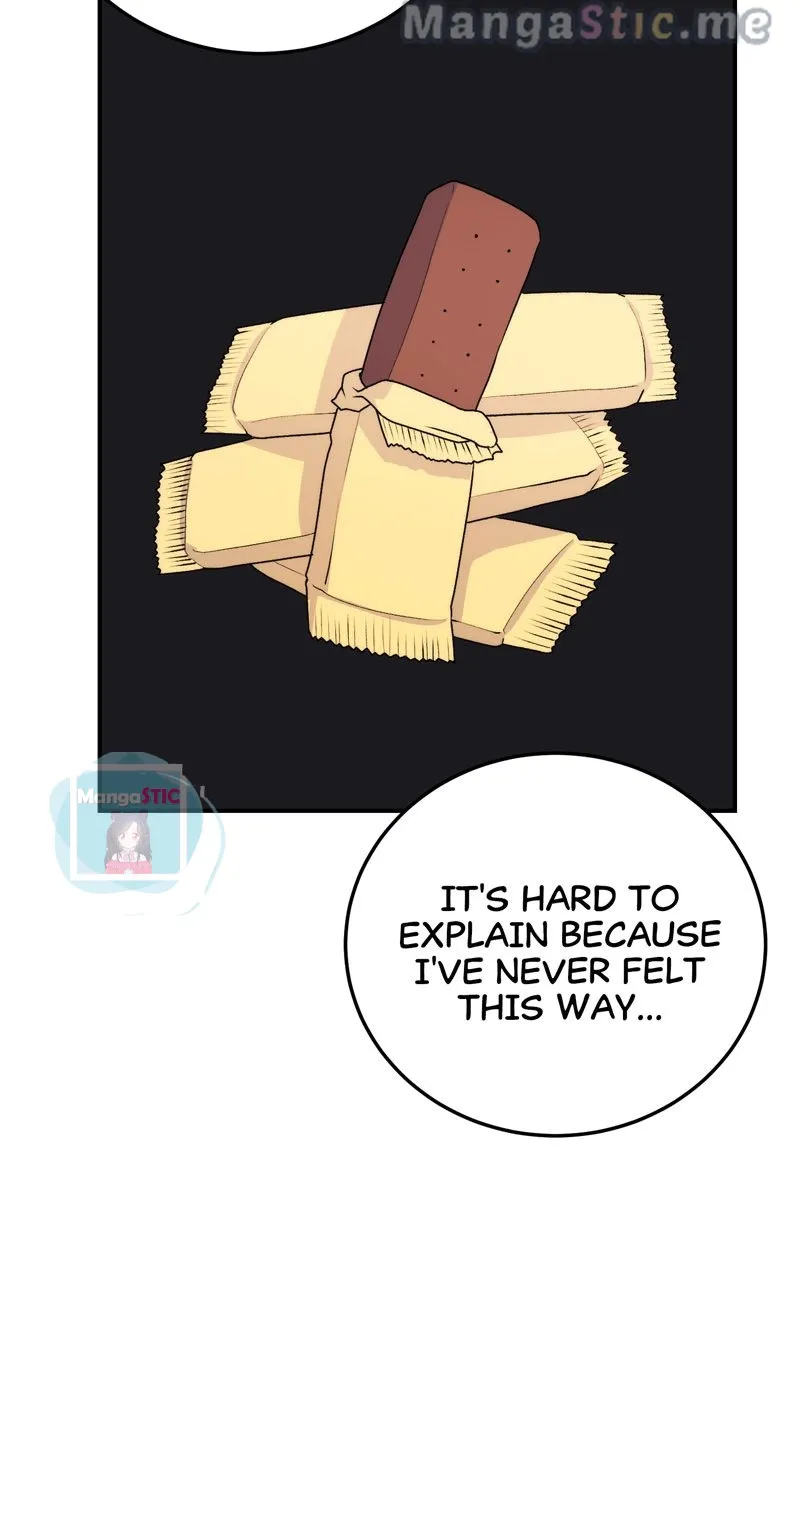 MangaStic.me
MangaSTIC
IT'S HARD TO
EXPLAIN BECAUSE
I'VE NEVER FELT
THIS WAY...